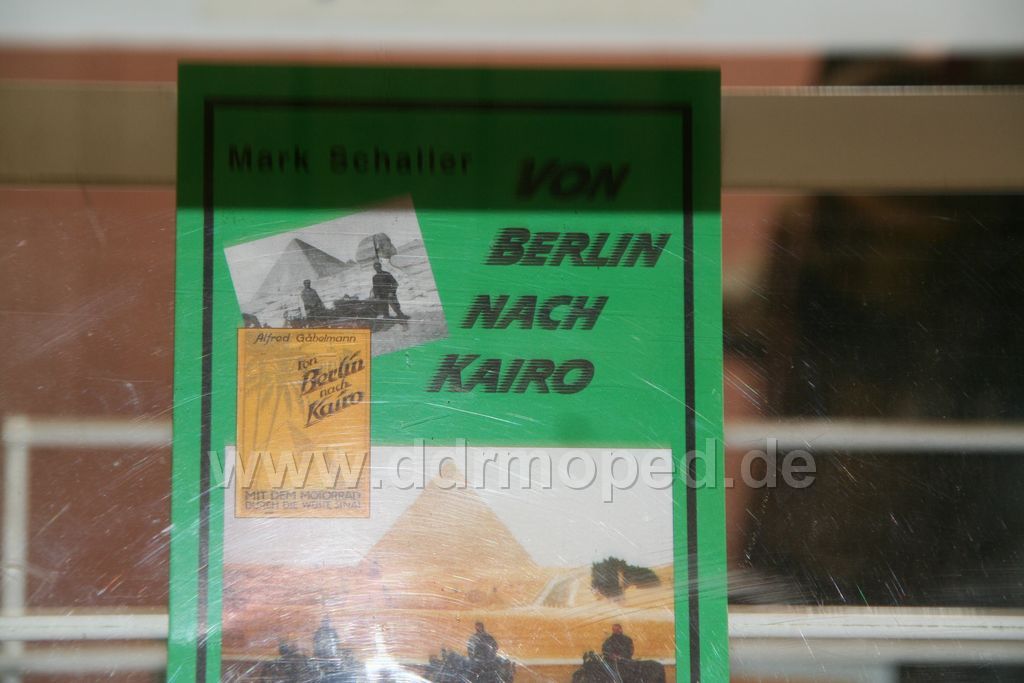 Mark Schaller
VON
BERLIN
NACH
KAIRO
Alfred Gäbelmann
Von
Berlin
nach
Kairo
MIT DEM MOTORRAD
DURCH DIE WÜSTE SINAI
www.ddrmoped.de